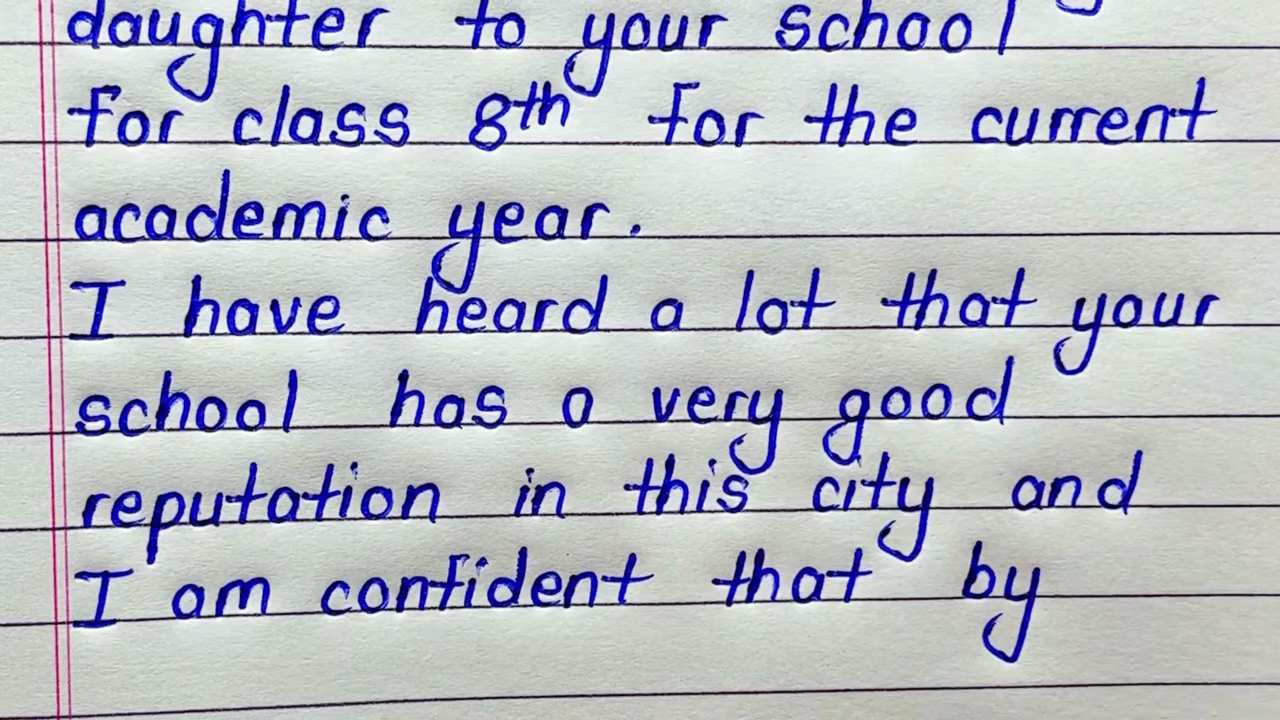 daughter to your school
for class 8th for the current
academic year.
I have heard a lot that your
school has a very good
reputation in this city and
I am confident that by